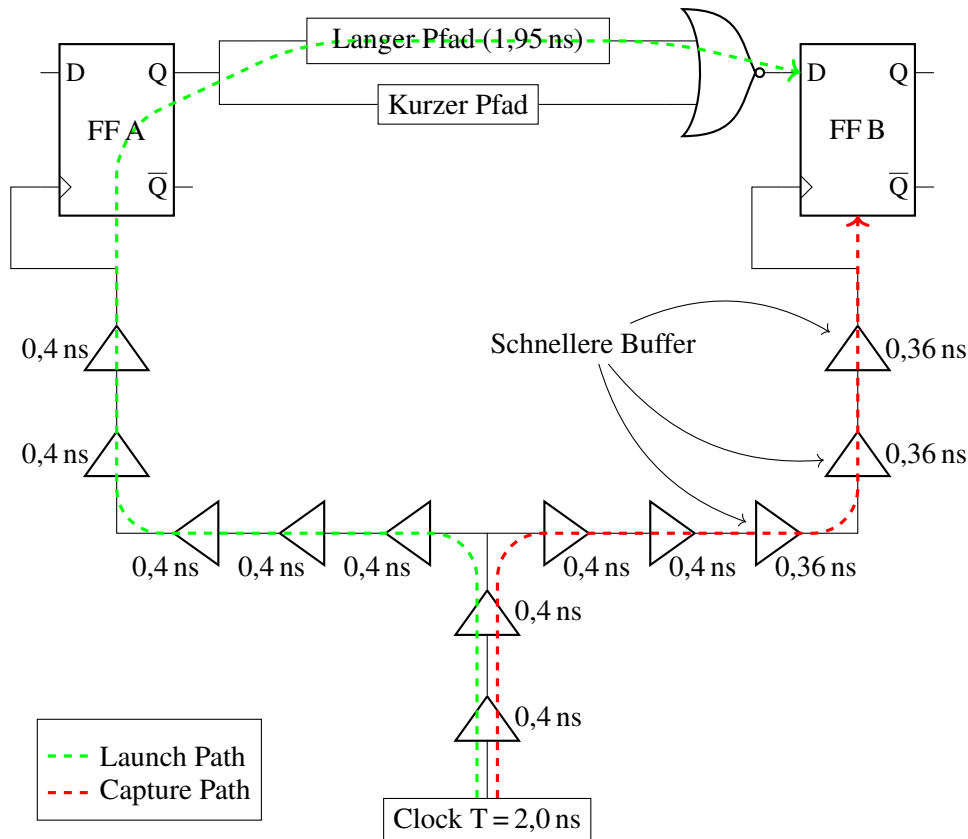 Langer Pfad (1,95 ns)
D Q
Kurzer Pfad
D Q
FF A
FF B
Q
Q
0,4 ns
Schnellere Buffer
0,36 ns
0,4 ns
0,36 ns
0,4 ns 0,4 ns 0,4 ns
0,4 ns 0,4 ns 0,36 ns
0,4 ns
0,4 ns
Launch Path
Capture Path
Clock T = 2,0 ns